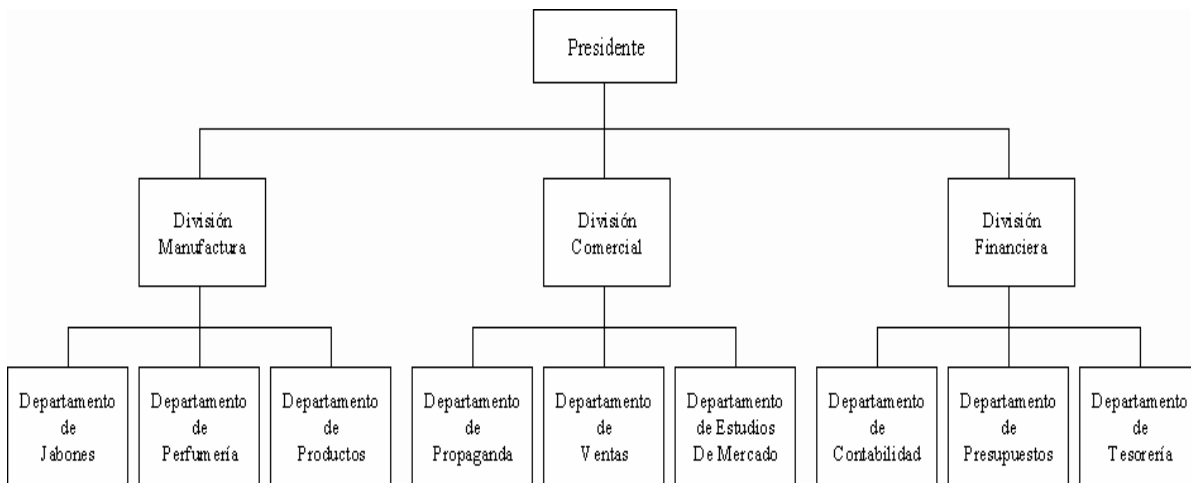 Presidente
División
Manufactura
División
Comercial
División
Financiera
Departamento
de
Jabones
Departamento
de
Perfumería
Departamento
de
Productos
Departamento
de
Propaganda
Departamento
de
Ventas
Departamento
de Estudios
De Mercado
Departamento
de
Contabilidad
Departamento
de
Presupuestos
Departamento
de
Tesorería